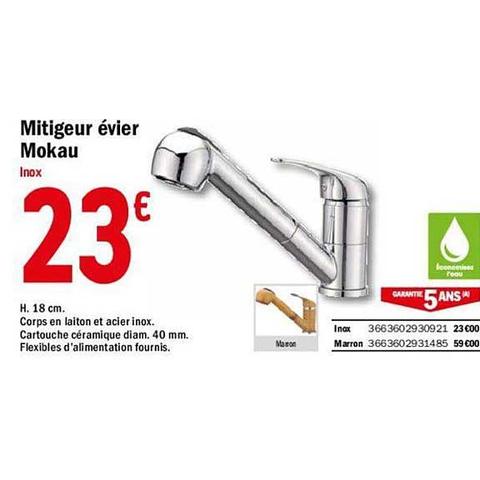 Mitigeur évier
Mokau
Inox
23€
H. 18 cm.
Corps en laiton et acier inox.
Cartouche céramique diam. 40 mm.
Flexibles d'alimentation fournis.
Marron
Économisez
l'eau
GARANTIE 5 ANS (A)
Inox 3663602930921 23€00
Marron 3663602931485 59€00